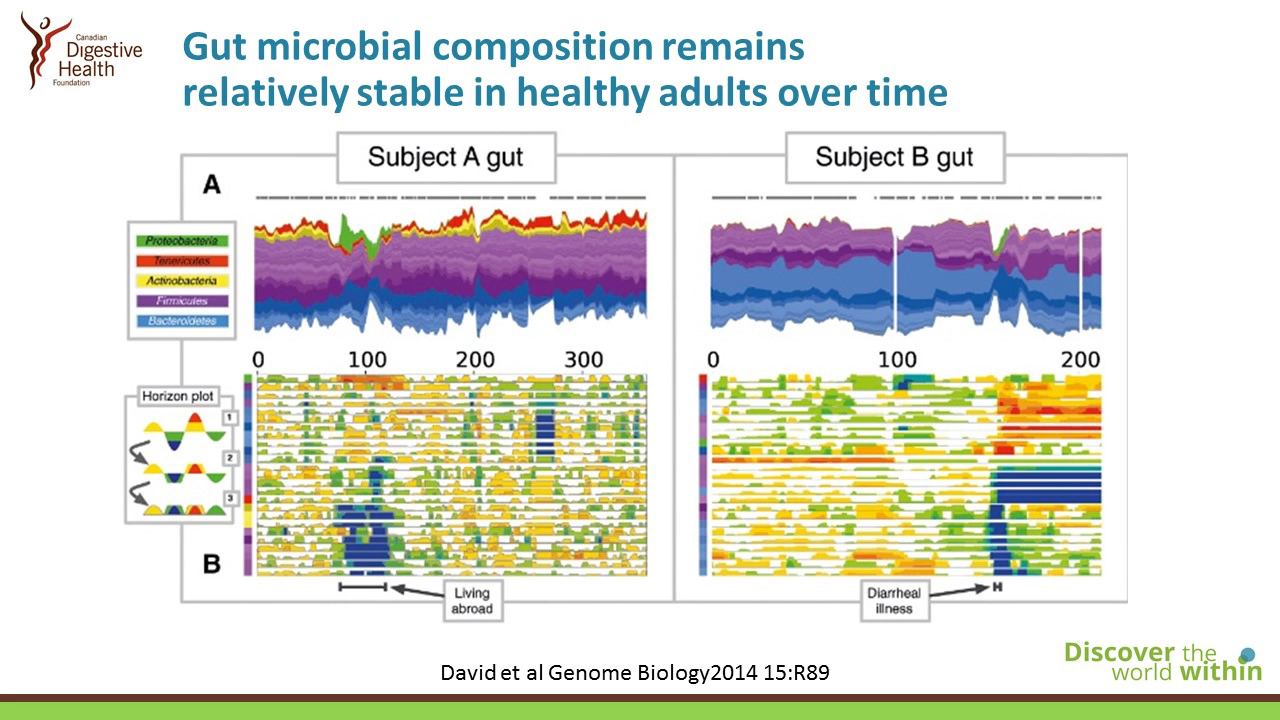 Canadian
Digestive
Health
Foundation
Gut microbial composition remains
relatively stable in healthy adults over time
Subject A gut
Subject B gut
A
Proteobacteria
Tenericutes
Actinobacteria
Firmicutes
Bacteroidetes
0 100 200 300
0 100 200
Horizon plot
1
2
3
B
Living
abroad
Diarrheal
illness
David et al Genome Biology2014 15:R89
Discover the
world within